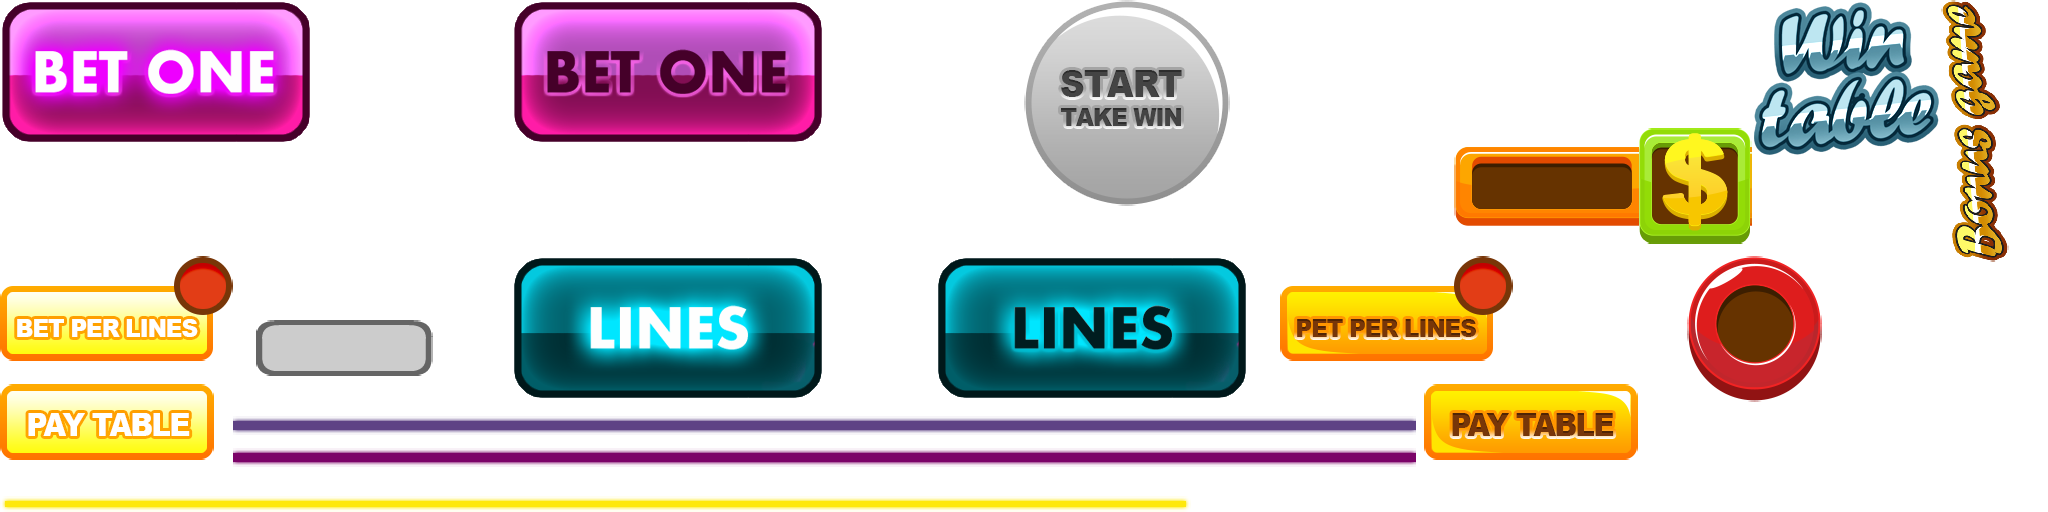 BET ONE
BET ONE
START
TAKE WIN
Win
table
Bonus game
$
BET PER LINES
LINES
LINES
PET PER LINES
PAY TABLE
PAY TABLE